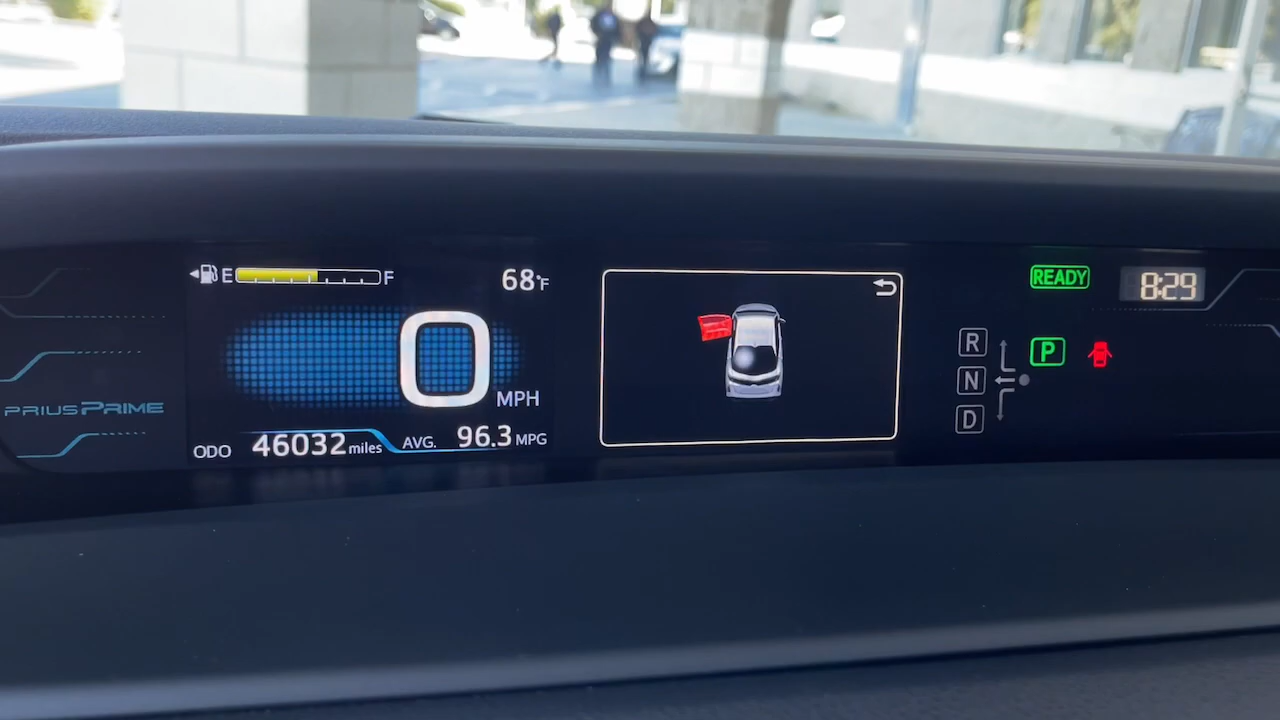 E F
68°F
0 MPH
ODO 46032 miles
AVG. 96.3 MPG
PRIUS PRIME
READY
8:29
R
N
D
P